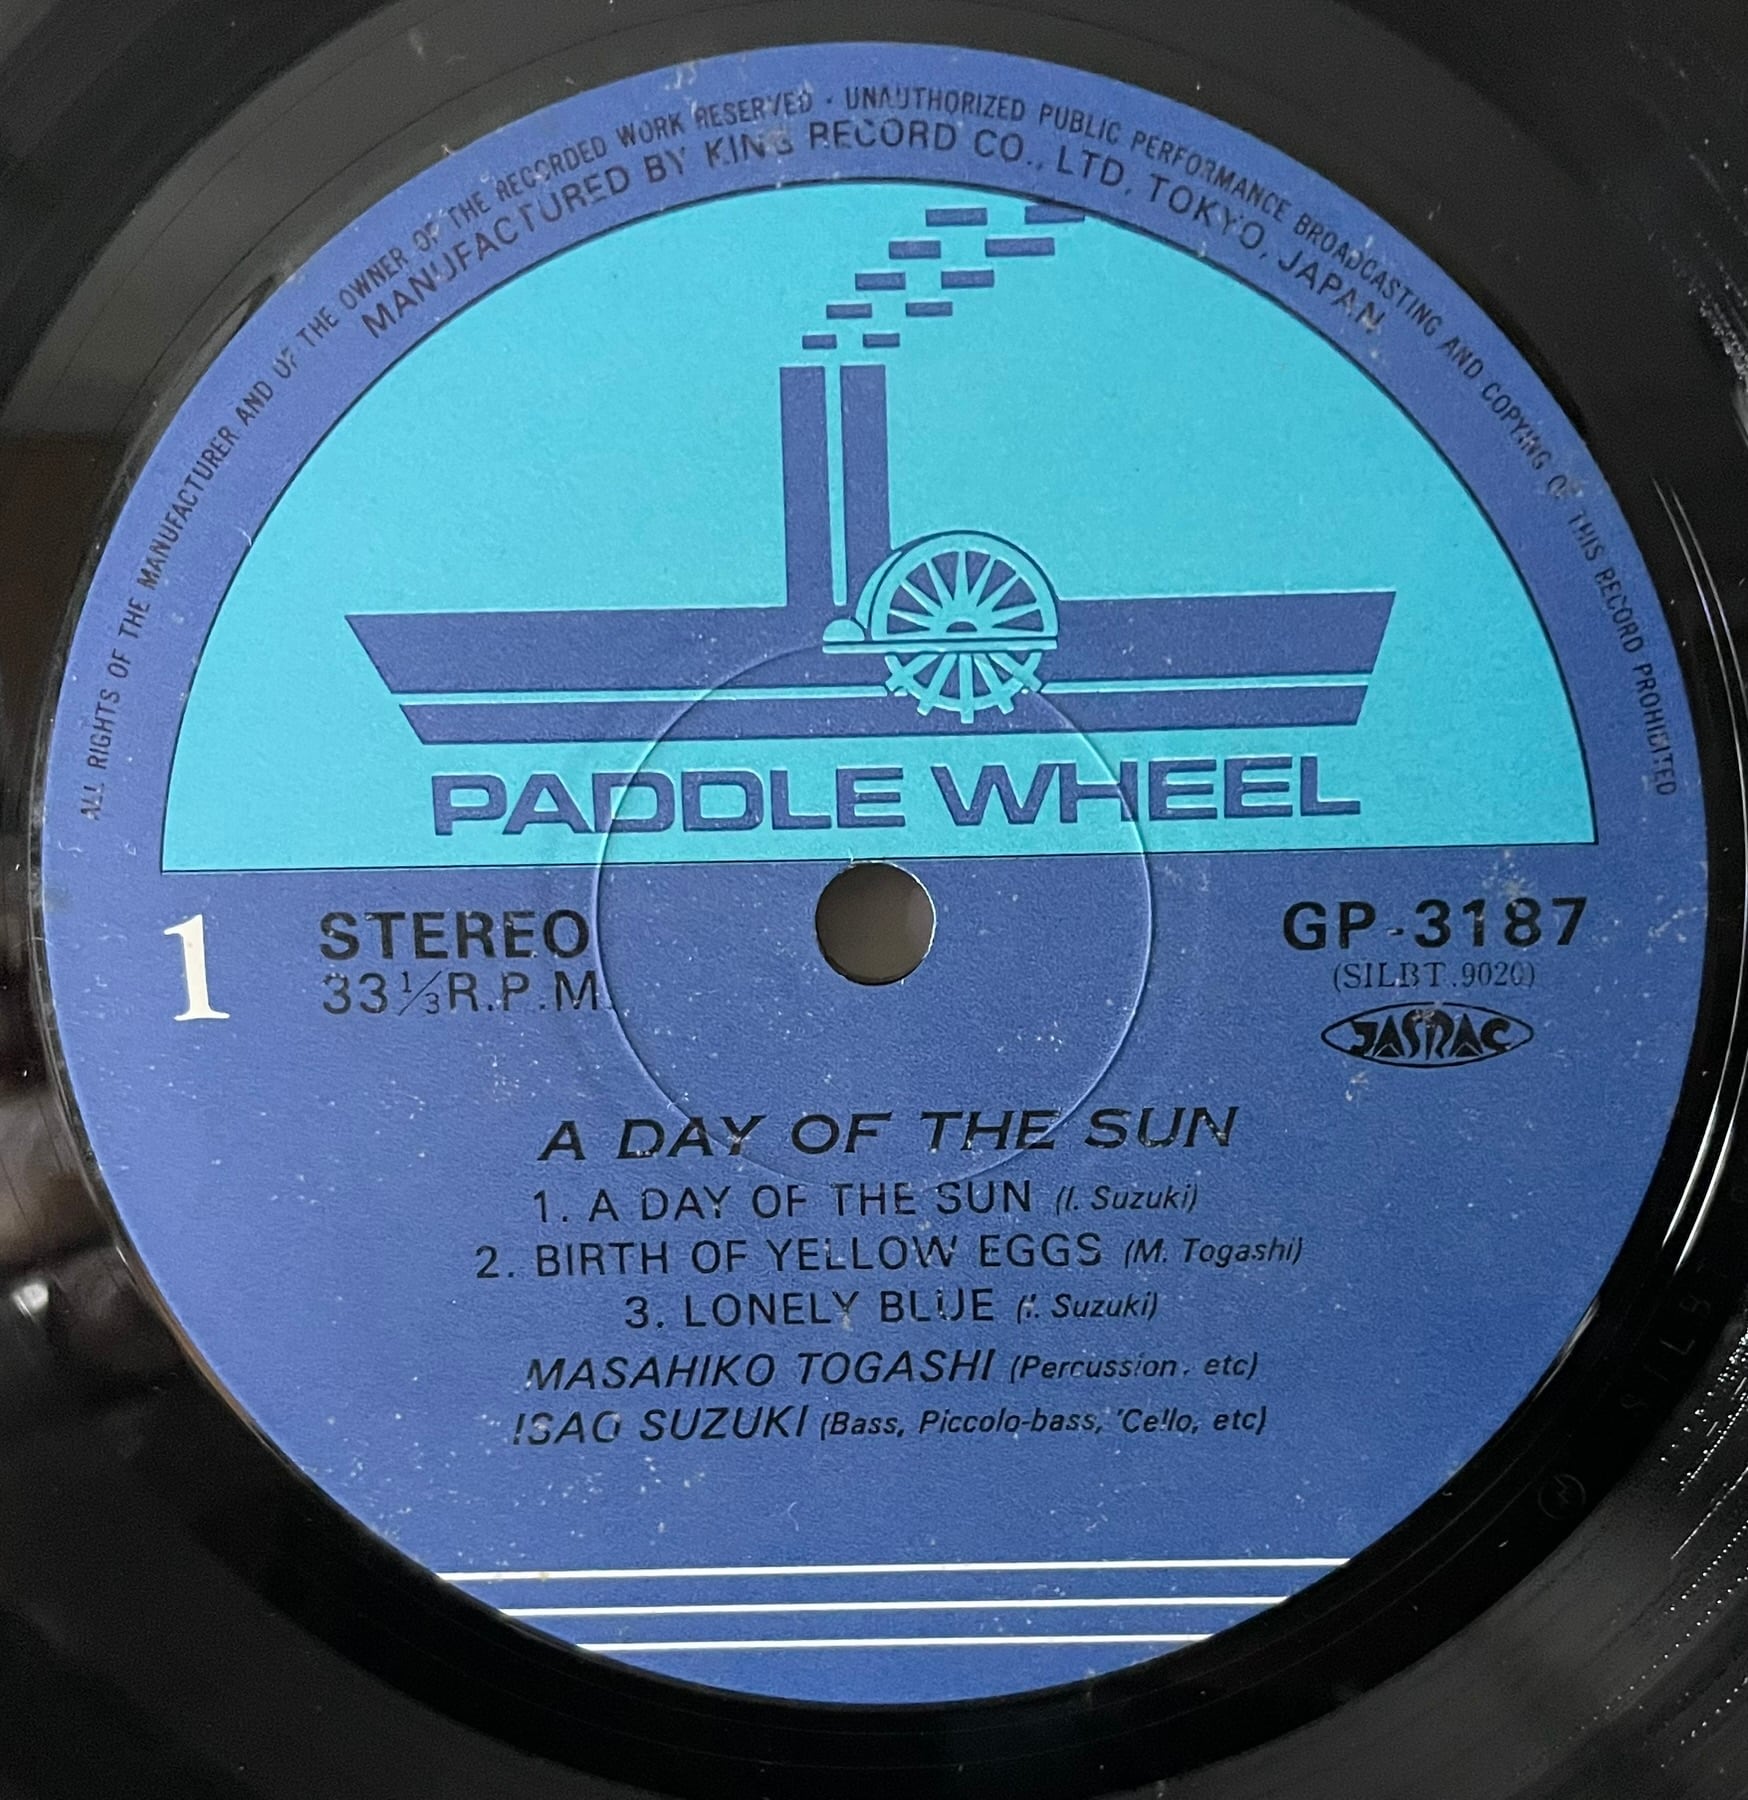 ALL RIGHTS OF THE MANUFACTURER AND OF THE OWNER OF THE RECORDED WORK RESERVED · UNAUTHORIZED PUBLIC PERFORMANCE BROADCASTING AND COPYING OF THIS RECORD PROHIBITED
MANUFACTURED BY KING RECORD CO., LTD. TOKYO, JAPAN
PADDLE WHEEL
1
STEREO
33⅓R.P.M.
GP-3187
(SILBT.9020)
JASRAC
A DAY OF THE SUN
1. A DAY OF THE SUN (I. Suzuki)
2. BIRTH OF YELLOW EGGS (M. Togashi)
3. LONELY BLUE (I. Suzuki)
MASAHIKO TOGASHI (Percussion, etc)
ISAO SUZUKI (Bass, Piccolo-bass, 'Cello, etc)